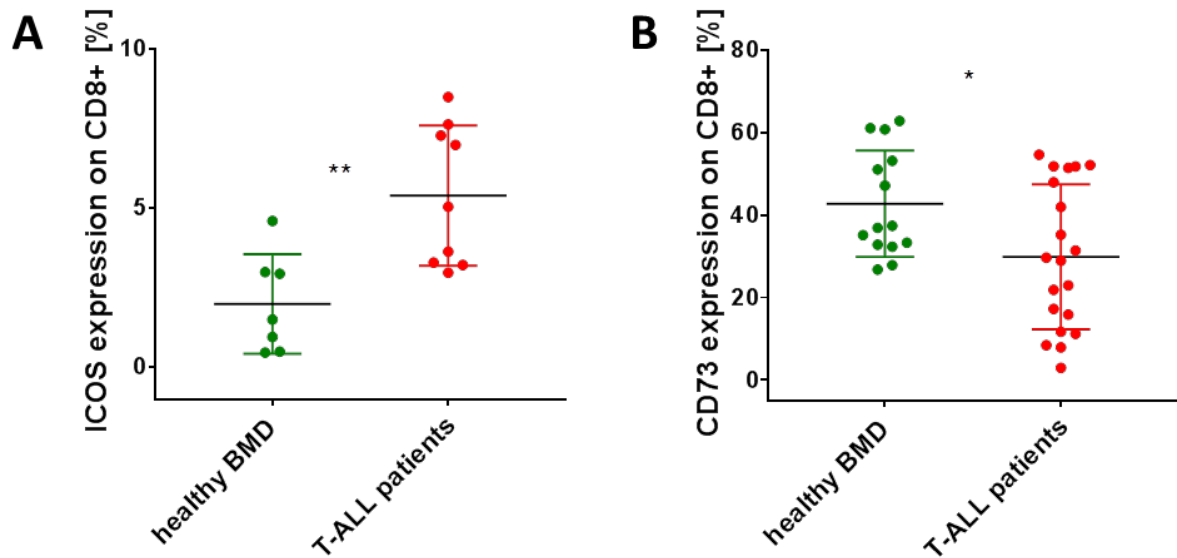 A
ICOS expression on CD8+ [%]
10
5
0
**
healthy BMD
T-ALL patients
B
CD73 expression on CD8+ [%]
80
60
40
20
0
*
healthy BMD
T-ALL patients